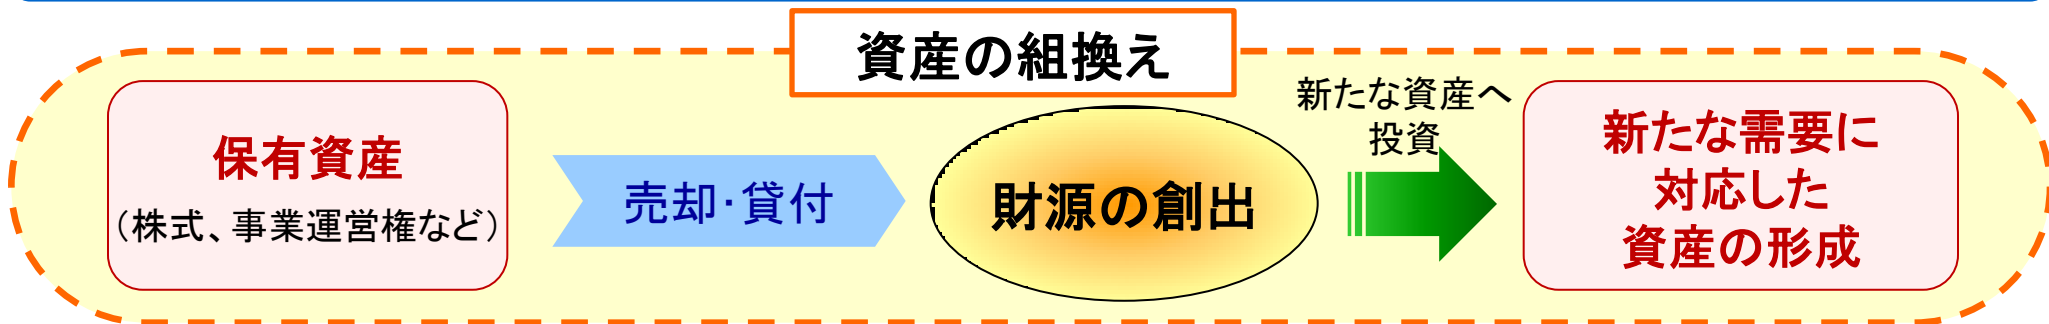 資産の組換え
保有資産
（株式、事業運営権など）
売却・貸付
財源の創出
新たな資産へ
投資
新たな需要に
対応した
資産の形成